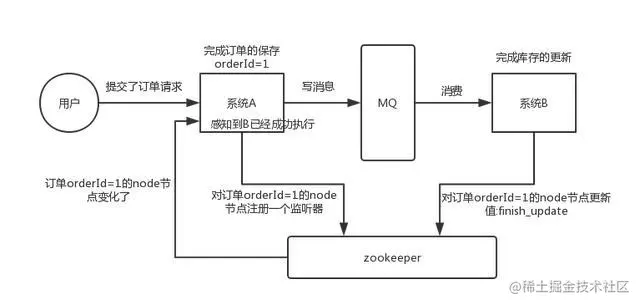 完成订单的保存
orderId=1
完成库存的更新
提交了订单请求
写消息
消费
用户
系统A
MQ
系统B
感知到B已经成功执行
订单orderId=1的node节
点变化了
对订单orderId=1的node
节点注册一个监听器
对订单orderId=1的node节点更新
值:finish_update
zookeeper
@稀土掘金技术社区